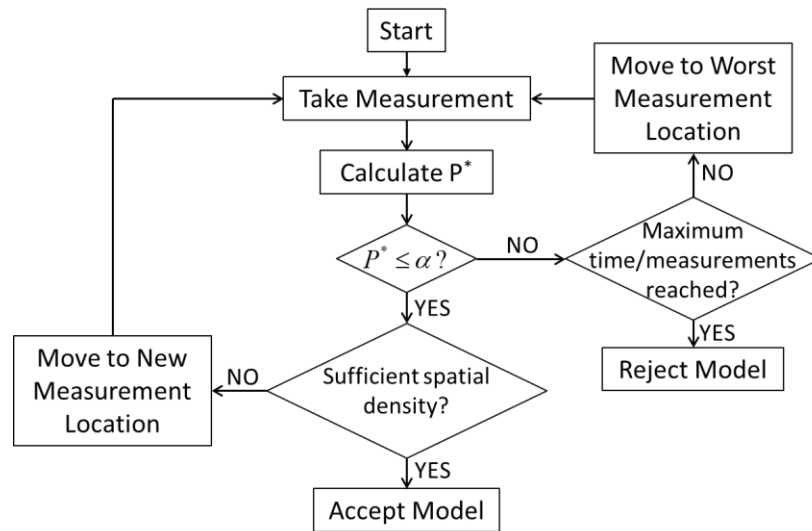 Start
Take Measurement
Move to Worst
Measurement
Location
Calculate P*
NO
P* ≤ α?
NO
Maximum
time/measurements
reached?
YES
YES
Move to New
Measurement
Location
NO
Sufficient spatial
density?
Reject Model
YES
Accept Model